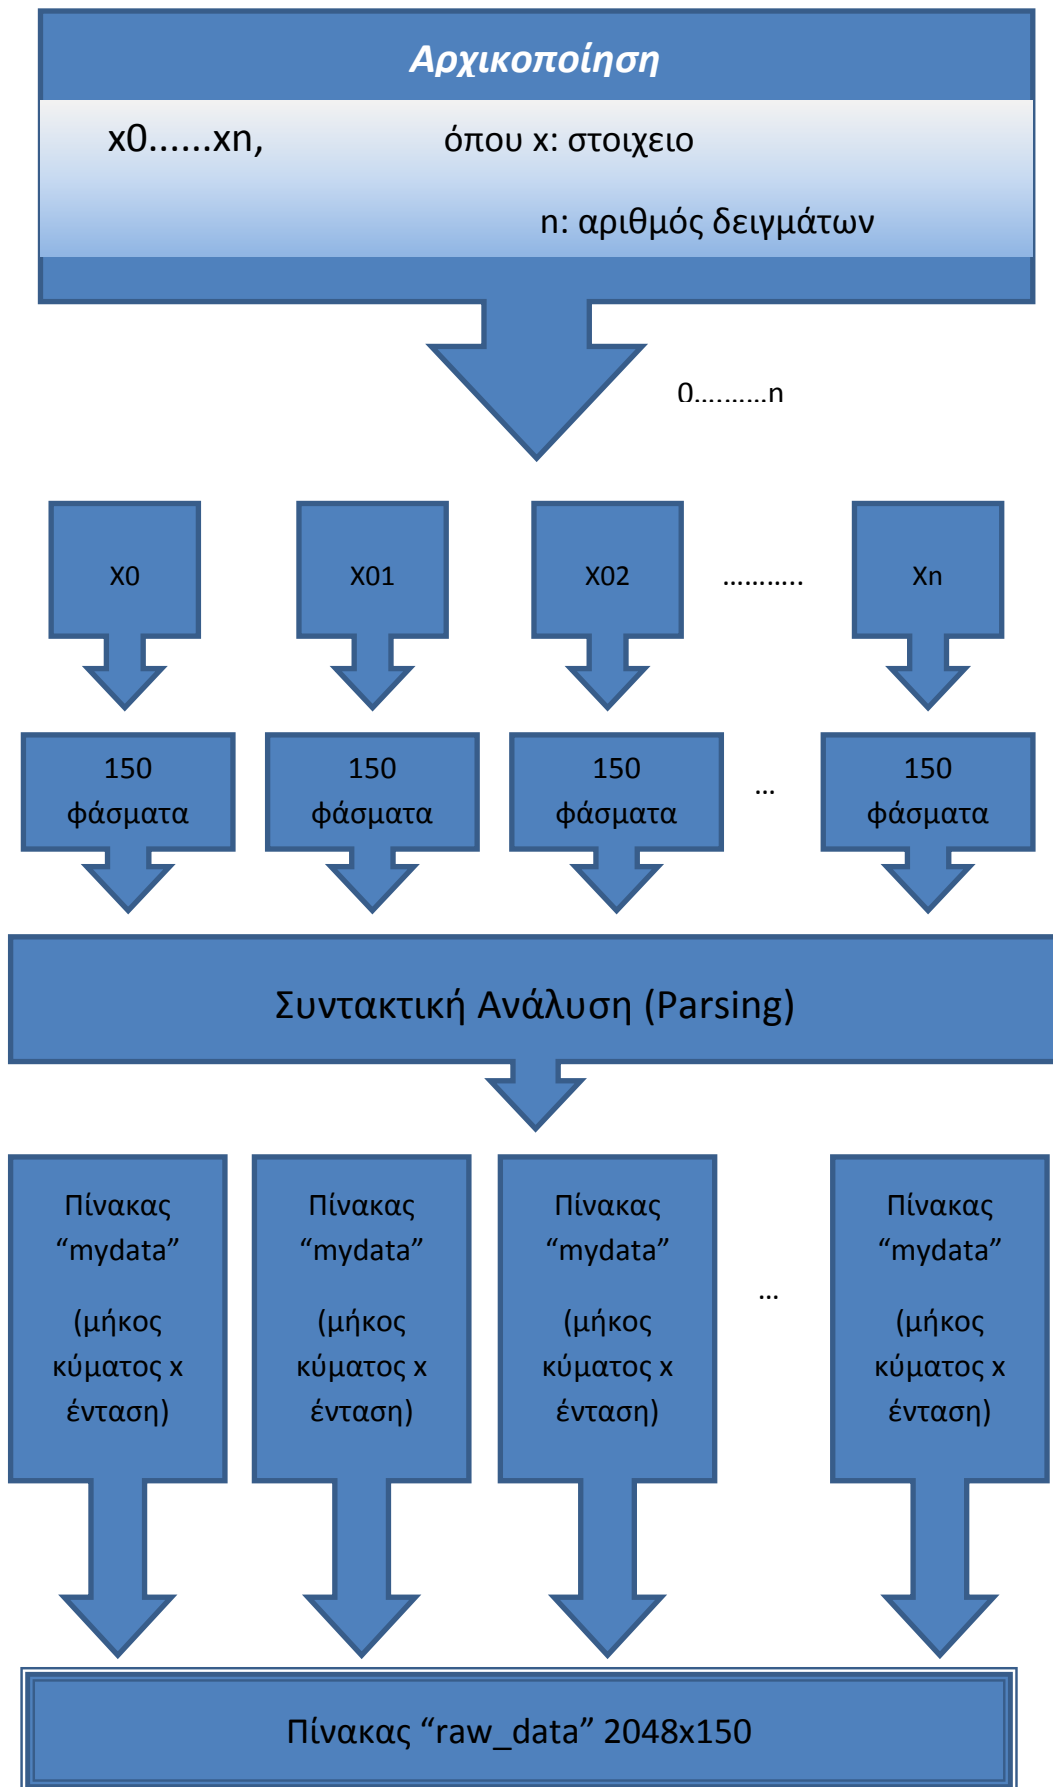 Αρχικοποίηση
x0......xn, όπου x: στοιχειο
n: αριθμός δειγμάτων
0..........n
X0 X01 X02 ........... Xn
150 150 150 ... 150
φάσματα φάσματα φάσματα φάσματα
Συντακτική Ανάλυση (Parsing)
Πίνακας Πίνακας Πίνακας Πίνακας
“mydata” “mydata” “mydata” “mydata”
...
(μήκος (μήκος (μήκος (μήκος
κύματος x κύματος x κύματος x κύματος x
ένταση) ένταση) ένταση) ένταση)
Πίνακας “raw_data” 2048x150